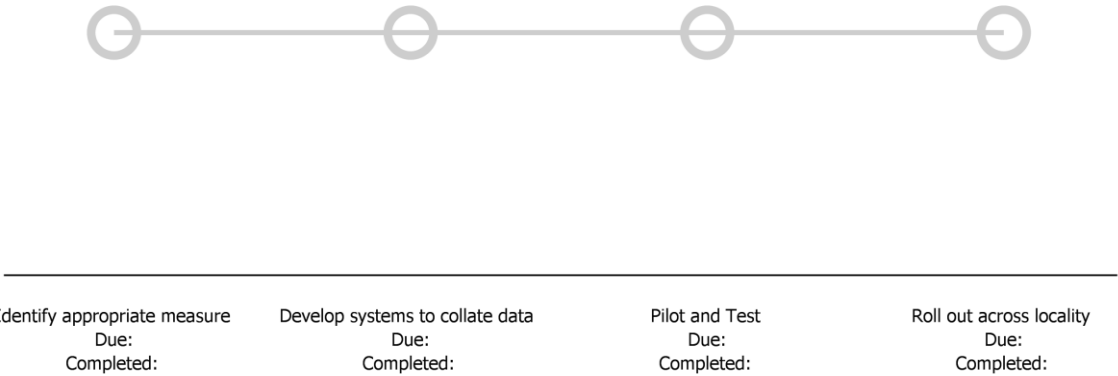 Identify appropriate measure
Due:
Completed:
Develop systems to collate data
Due:
Completed:
Pilot and Test
Due:
Completed:
Roll out across locality
Due:
Completed: